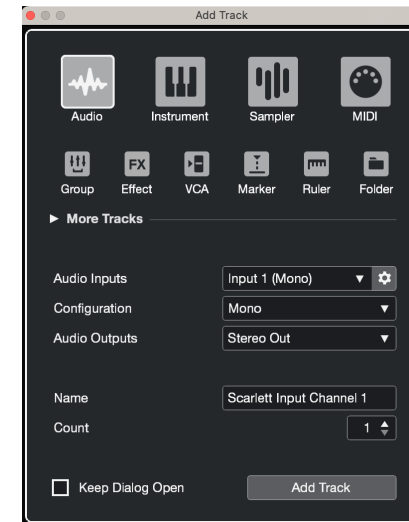 Add Track
Audio Instrument Sampler MIDI
FX
Group Effect VCA Marker Ruler Folder
More Tracks
Audio Inputs Input 1 (Mono)
Configuration Mono
Audio Outputs Stereo Out
Name Scarlett Input Channel 1
Count 1
Keep Dialog Open Add Track